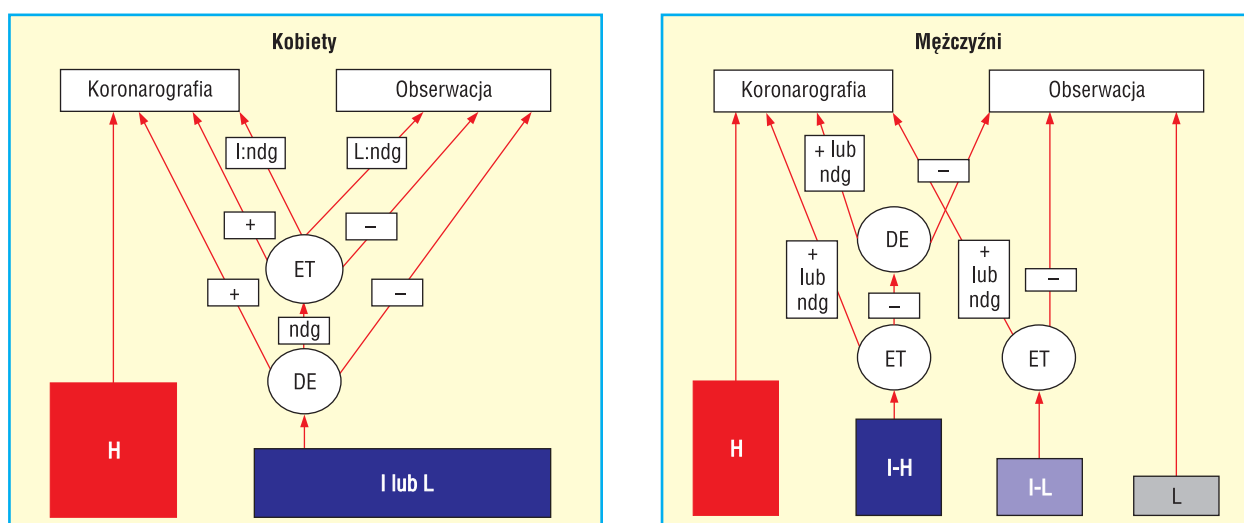 Kobiety
Koronarografia
Obserwacja
I:ndg
L:ndg
+
–
ET
+
–
ndg
DE
H
I lub L
Mężczyźni
Koronarografia
Obserwacja
+ lub
ndg
–
DE
+
lub
ndg
+
lub
ndg
–
–
ET
ET
H
I-H
I-L
L